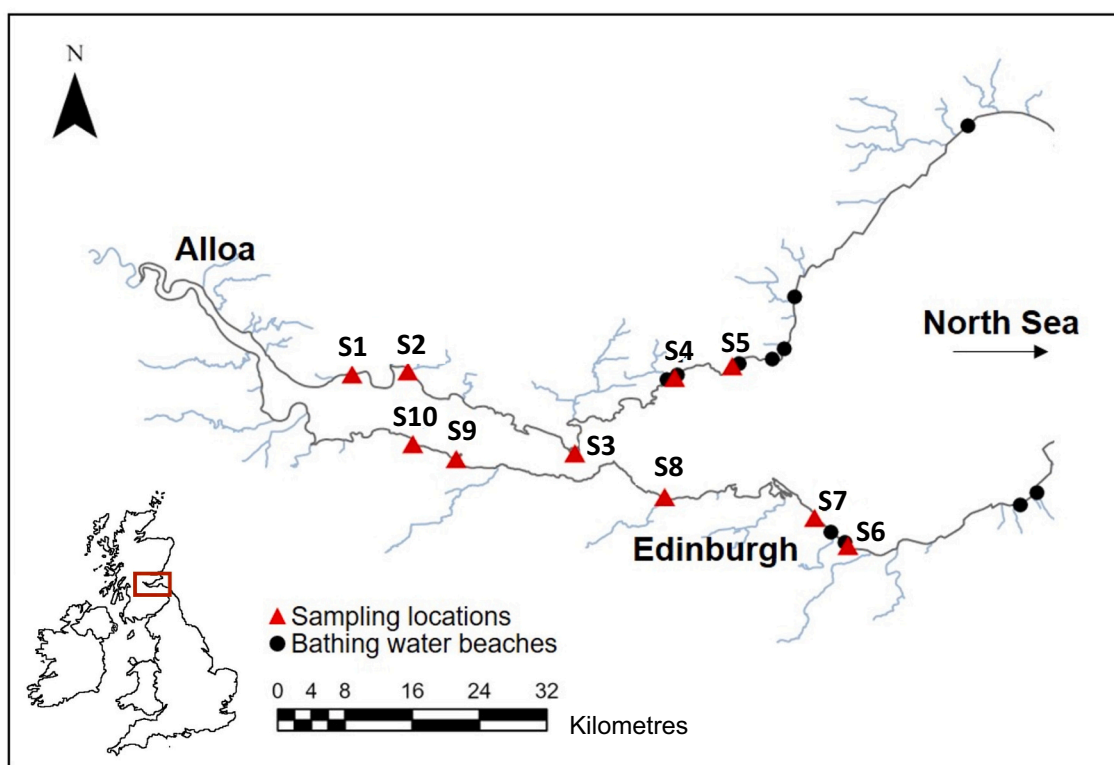 N
Alloa
North Sea
S1
S2
S4
S5
S10
S9
S3
S8
S7
S6
Edinburgh
Sampling locations
Bathing water beaches
0 4 8 16 24 32
Kilometres